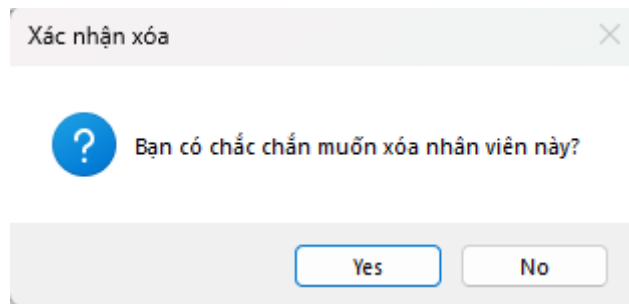 Xác nhận xóa
?
Bạn có chắc chắn muốn xóa nhân viên này?
Yes
No